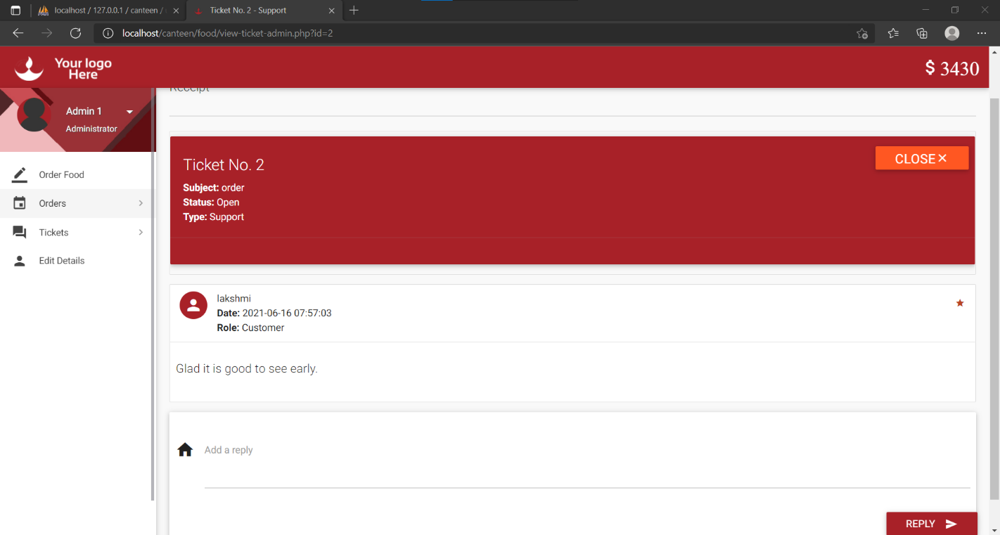 localhost / 127.0.0.1 / canteen /
Ticket No. 2 - Support
localhost/canteen/food/view-ticket-admin.php?id=2
Your logo
Here
$ 3430
Receipt
Admin 1
Administrator
Order Food
Orders
Tickets
Edit Details
Ticket No. 2
CLOSE
Subject: order
Status: Open
Type: Support
lakshmi
Date: 2021-06-16 07:57:03
Role: Customer
Glad it is good to see early.
Add a reply
REPLY